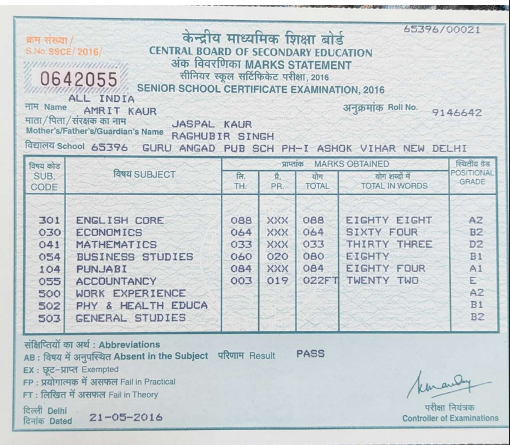 65396/00021
क्रम संख्या / केन्द्रीय माध्यमिक शिक्षा बोर्ड
S.No SSCE/2016/ CENTRAL BOARD OF SECONDARY EDUCATION
अंक विवरणिका MARKS STATEMENT
0642055 सीनियर स्कूल सर्टिफिकेट परीक्षा, 2016
SENIOR SCHOOL CERTIFICATE EXAMINATION, 2016
ALL INDIA
नाम Name AMRIT KAUR अनुक्रमांक Roll No. 9146642
माता/पिता/संरक्षक का नाम JASPAL KAUR
Mother's/Father's/Guardian's Name RAGHUBIR SINGH
विद्यालय School 65396 GURU ANGAD PUB SCH PH-I ASHOK VIHAR NEW DELHI
विषय कोड SUB. CODE विषय SUBJECT प्राप्तांक MARKS OBTAINED स्थितीय ग्रेड POSITIONAL GRADE
लि. TH. प्रै. PR. योग TOTAL योग शब्दों में TOTAL IN WORDS
301 ENGLISH CORE 088 XXX 088 EIGHTY EIGHT A2
030 ECONOMICS 064 XXX 064 SIXTY FOUR B2
041 MATHEMATICS 033 XXX 033 THIRTY THREE D2
054 BUSINESS STUDIES 060 020 080 EIGHTY B1
104 PUNJABI 084 XXX 084 EIGHTY FOUR A1
055 ACCOUNTANCY 003 019 022FT TWENTY TWO E
500 WORK EXPERIENCE A2
502 PHY & HEALTH EDUCA B1
503 GENERAL STUDIES B2
संक्षिप्तियों का अर्थ : Abbreviations
AB : विषय में अनुपस्थित Absent in the Subject परिणाम Result PASS
EX : छूट-प्राप्त Exempted
FP : प्रयोगात्मक में असफल Fail in Practical
FT : लिखित में असफल Fail in Theory
दिल्ली Delhi परीक्षा नियंत्रक
दिनांक Dated 21-05-2016 Controller of Examinations